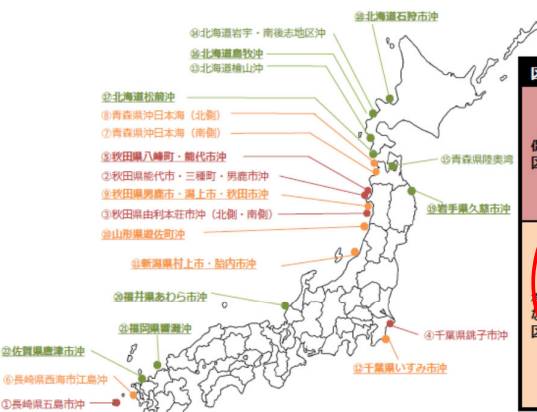 ⑱北海道石狩市沖
⑭北海道岩宇・南後志地区沖
⑯北海道島牧沖
⑬北海道檜山沖
⑰北海道松前沖
⑧青森県沖日本海（北側）
⑦青森県沖日本海（南側）
⑤秋田県八峰町・能代市沖
⑮青森県陸奥湾
②秋田県能代市・三種町・男鹿市沖
⑨秋田県男鹿市・潟上市・秋田市沖
⑲岩手県久慈市沖
③秋田県由利本荘市沖（北側・南側）
⑩山形県遊佐町沖
⑪新潟県村上市・胎内市沖
⑳福井県あわら市沖
㉑福岡県響灘沖
④千葉県銚子市沖
㉒佐賀県唐津市沖
⑫千葉県いすみ市沖
⑥長崎県西海市江島沖
①長崎県五島市沖